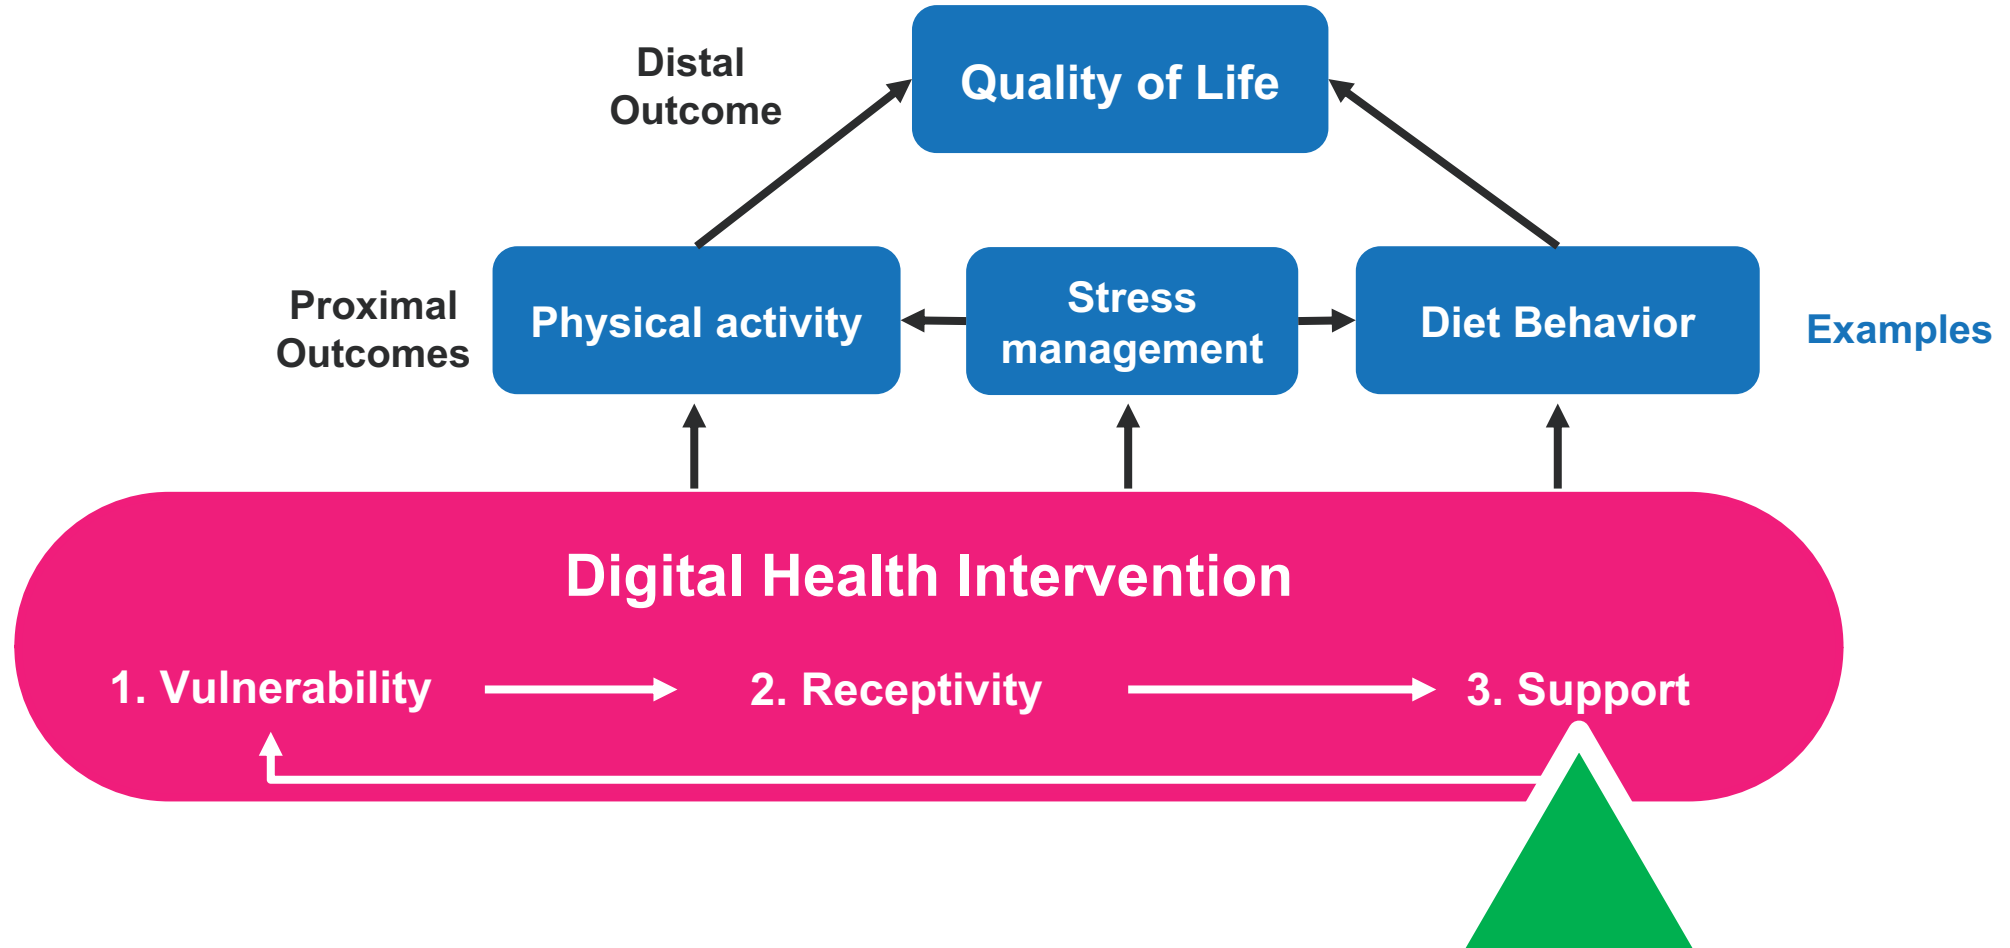 Distal
Outcome
Quality of Life
Proximal
Outcomes
Physical activity
Stress
management
Diet Behavior
Examples
Digital Health Intervention
1. Vulnerability
2. Receptivity
3. Support